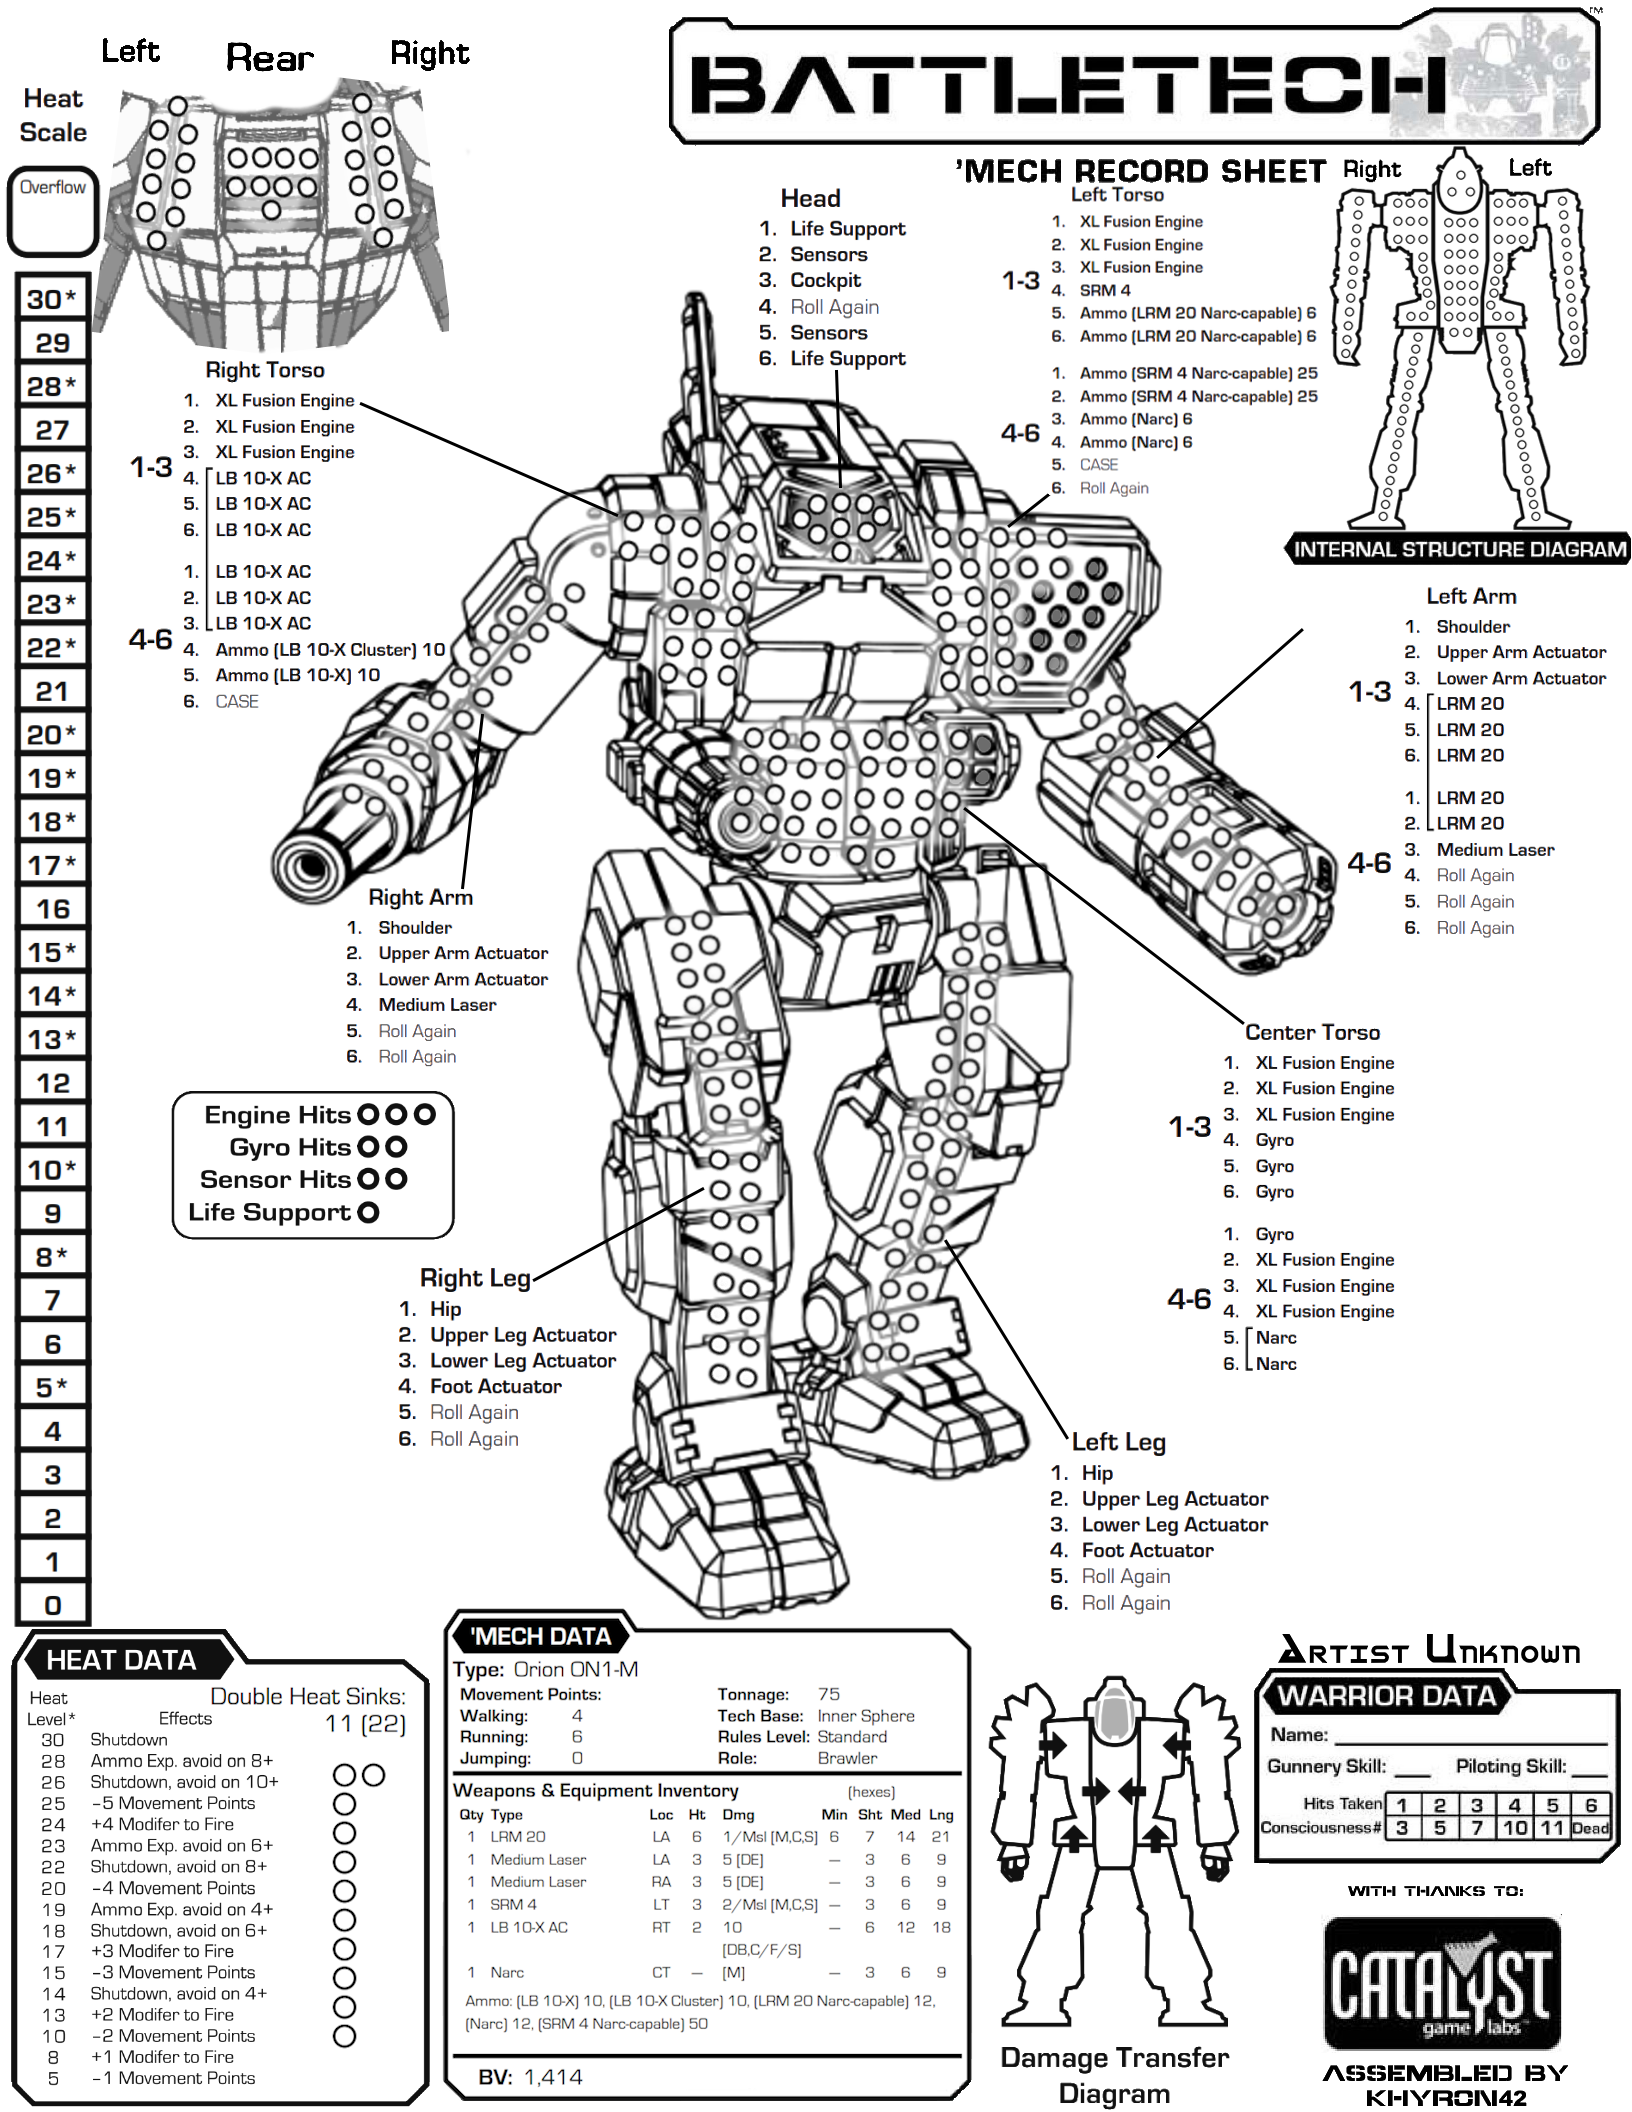 Left Rear Right
BATTLETECH
TM
'MECH RECORD SHEET
Heat
Scale
Overflow
30*
29
28*
27
26*
25*
24*
23*
22*
21
20*
19*
18*
17*
16
15*
14*
13*
12
11
10*
9
8*
7
6
5*
4
3
2
1
0
Head
1. Life Support
2. Sensors
3. Cockpit
4. Roll Again
5. Sensors
6. Life Support
Left Torso
1-3
1. XL Fusion Engine
2. XL Fusion Engine
3. XL Fusion Engine
4. SRM 4
5. Ammo (LRM 20 Narc-capable) 6
6. Ammo (LRM 20 Narc-capable) 6
4-6
1. Ammo (SRM 4 Narc-capable) 25
2. Ammo (SRM 4 Narc-capable) 25
3. Ammo (Narc) 6
4. Ammo (Narc) 6
5. CASE
6. Roll Again
Right Left
INTERNAL STRUCTURE DIAGRAM
Right Torso
1-3
1. XL Fusion Engine
2. XL Fusion Engine
3. XL Fusion Engine
4. LB 10-X AC
5. LB 10-X AC
6. LB 10-X AC
4-6
1. LB 10-X AC
2. LB 10-X AC
3. LB 10-X AC
4. Ammo (LB 10-X Cluster) 10
5. Ammo (LB 10-X) 10
6. CASE
Left Arm
1-3
1. Shoulder
2. Upper Arm Actuator
3. Lower Arm Actuator
4. LRM 20
5. LRM 20
6. LRM 20
4-6
1. LRM 20
2. LRM 20
3. Medium Laser
4. Roll Again
5. Roll Again
6. Roll Again
Right Arm
1. Shoulder
2. Upper Arm Actuator
3. Lower Arm Actuator
4. Medium Laser
5. Roll Again
6. Roll Again
Engine Hits
Gyro Hits
Sensor Hits
Life Support
Center Torso
1-3
1. XL Fusion Engine
2. XL Fusion Engine
3. XL Fusion Engine
4. Gyro
5. Gyro
6. Gyro
4-6
1. Gyro
2. XL Fusion Engine
3. XL Fusion Engine
4. XL Fusion Engine
5. Narc
6. Narc
Right Leg
1. Hip
2. Upper Leg Actuator
3. Lower Leg Actuator
4. Foot Actuator
5. Roll Again
6. Roll Again
Left Leg
1. Hip
2. Upper Leg Actuator
3. Lower Leg Actuator
4. Foot Actuator
5. Roll Again
6. Roll Again
HEAT DATA
Heat
Level* Effects
Double Heat Sinks:
11 (22)
30 Shutdown
28 Ammo Exp. avoid on 8+
26 Shutdown, avoid on 10+
25 -5 Movement Points
24 +4 Modifer to Fire
23 Ammo Exp. avoid on 6+
22 Shutdown, avoid on 8+
20 -4 Movement Points
19 Ammo Exp. avoid on 4+
18 Shutdown, avoid on 6+
17 +3 Modifer to Fire
15 -3 Movement Points
14 Shutdown, avoid on 4+
13 +2 Modifer to Fire
10 -2 Movement Points
8 +1 Modifer to Fire
5 -1 Movement Points
'MECH DATA
Type: Orion ON1-M
Movement Points: Tonnage: 75
Walking: 4 Tech Base: Inner Sphere
Running: 6 Rules Level: Standard
Jumping: 0 Role: Brawler
Weapons & Equipment Inventory (hexes)
Qty Type Loc Ht Dmg Min Sht Med Lng
1 LRM 20 LA 6 1/Msl [M,C,S] 6 7 14 21
1 Medium Laser LA 3 5 [DE] — 3 6 9
1 Medium Laser RA 3 5 [DE] — 3 6 9
1 SRM 4 LT 3 2/Msl [M,C,S] — 3 6 9
1 LB 10-X AC RT 2 10 — 6 12 18
[DB,C/F/S]
1 Narc CT — [M] — 3 6 9
Ammo: (LB 10-X) 10, (LB 10-X Cluster) 10, (LRM 20 Narc-capable) 12,
(Narc) 12, (SRM 4 Narc-capable) 50
BV: 1,414
Damage Transfer
Diagram
Artist Unknown
WARRIOR DATA
Name:
Gunnery Skill: Piloting Skill:
Hits Taken 1 2 3 4 5 6
Consciousness# 3 5 7 10 11 Dead
WITH THANKS TO:
CATALYST
game labs
ASSEMBLED BY
KHYRON42